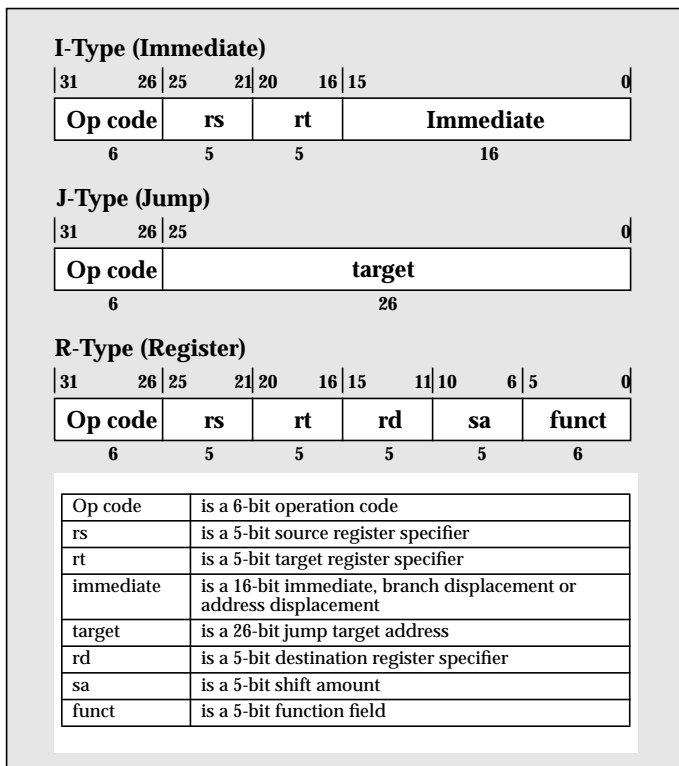 I-Type (Immediate)
31 26 25 21 20 16 15 0
Op code rs rt Immediate
6 5 5 16
J-Type (Jump)
31 26 25 0
Op code target
6 26
R-Type (Register)
31 26 25 21 20 16 15 11 10 6 5 0
Op code rs rt rd sa funct
6 5 5 5 5 6
Op code is a 6-bit operation code
rs is a 5-bit source register specifier
rt is a 5-bit target register specifier
immediate is a 16-bit immediate, branch displacement or
address displacement
target is a 26-bit jump target address
rd is a 5-bit destination register specifier
sa is a 5-bit shift amount
funct is a 5-bit function field